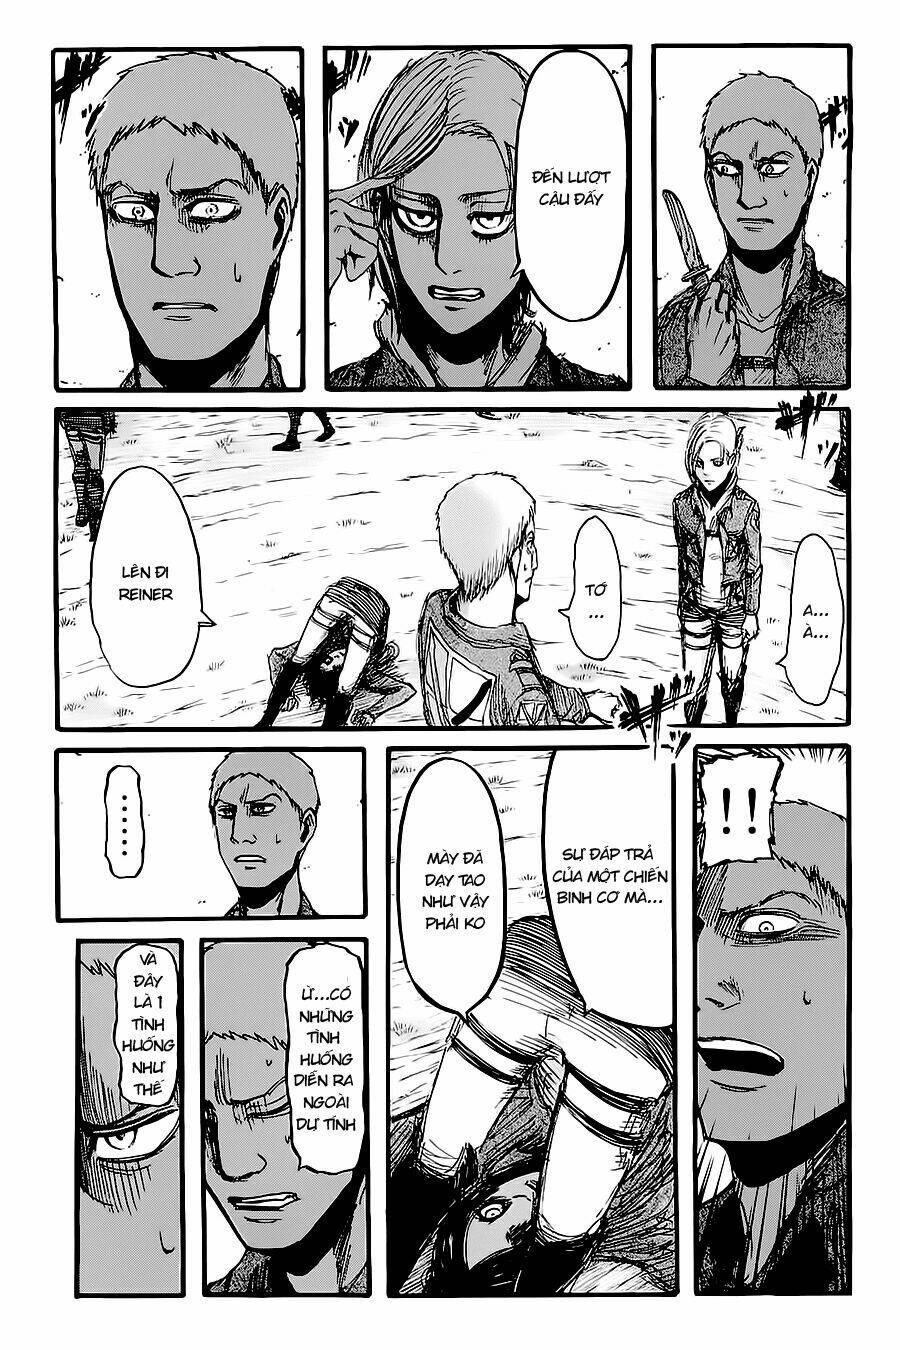 ĐẾN LƯỢT
CẬU ĐẤY
A...
À...
TỚ
...
LÊN ĐI
REINER
!!
SỰ ĐÁP TRẢ
CỦA MỘT CHIẾN
BINH CƠ MÀ...
MÀY ĐÃ
DẠY TAO
NHƯ VẬY
PHẢI KO
......
Ừ...CÓ
NHỮNG
TÌNH
HUỐNG
DIỄN RA
NGOÀI
DỰ TÍNH
VÀ
ĐÂY
LÀ 1
TÌNH
HUỐNG
NHƯ
THẾ